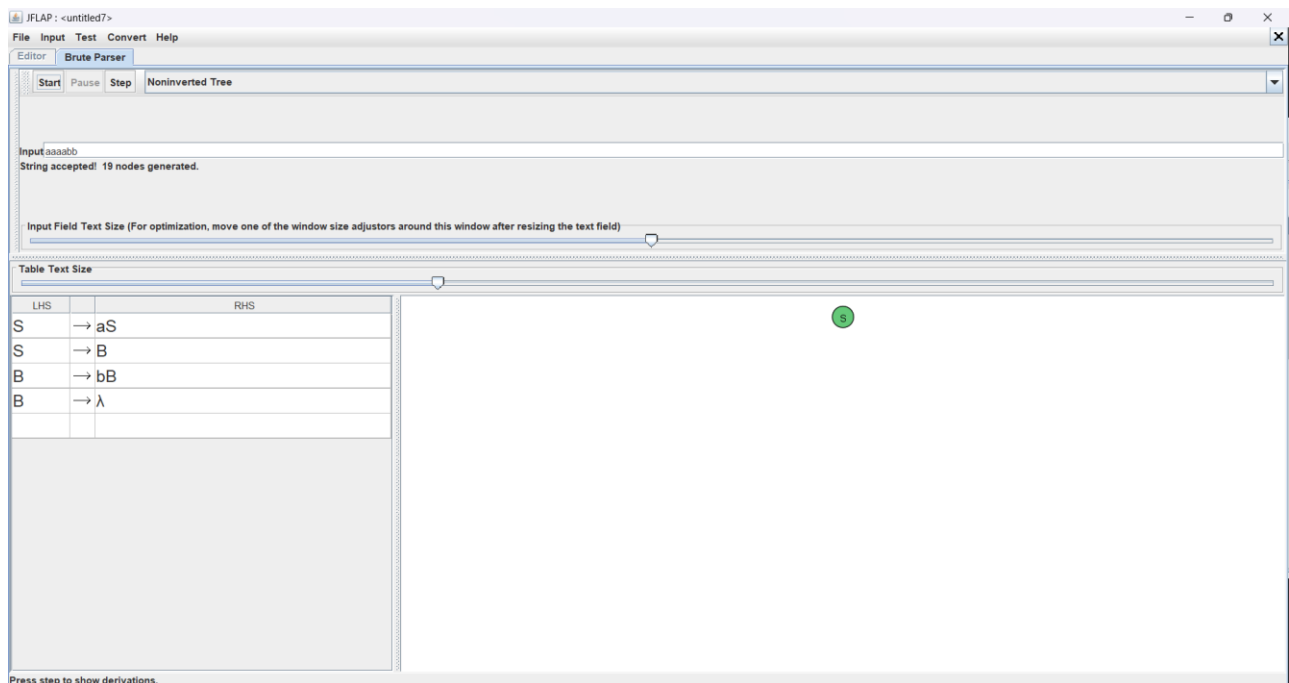 JFLAP : <untitled7>
File Input Test Convert Help
Editor Brute Parser
Start Pause Step Noninverted Tree
Input aaaabb
String accepted! 19 nodes generated.
Input Field Text Size (For optimization, move one of the window size adjustors around this window after resizing the text field)
Table Text Size
LHS RHS
S → aS
S → B
B → bB
B → λ
S
Press step to show derivations.